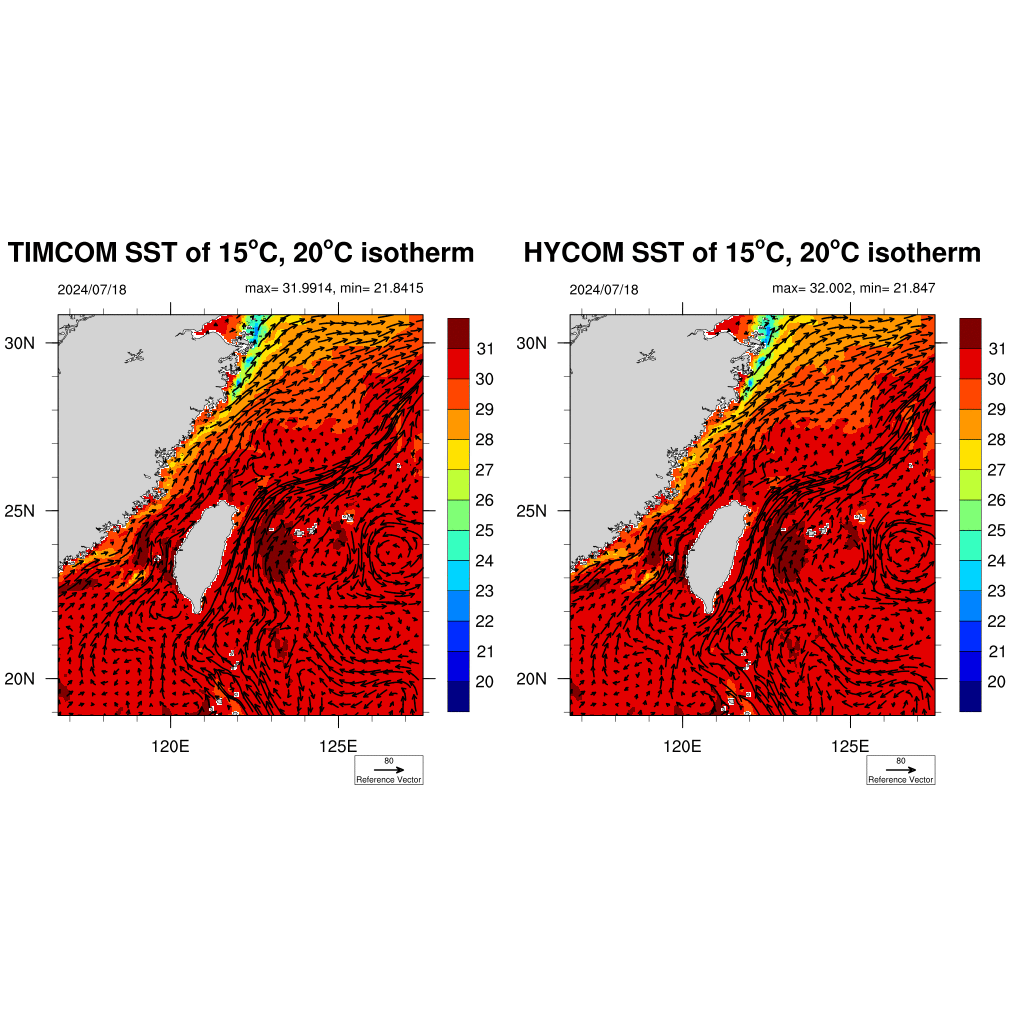 TIMCOM SST of 15°C, 20°C isotherm
2024/07/18
max= 31.9914, min= 21.8415
30N
25N
20N
120E
125E
31
30
29
28
27
26
25
24
23
22
21
20
80
Reference Vector
HYCOM SST of 15°C, 20°C isotherm
2024/07/18
max= 32.002, min= 21.847
30N
25N
20N
120E
125E
31
30
29
28
27
26
25
24
23
22
21
20
80
Reference Vector